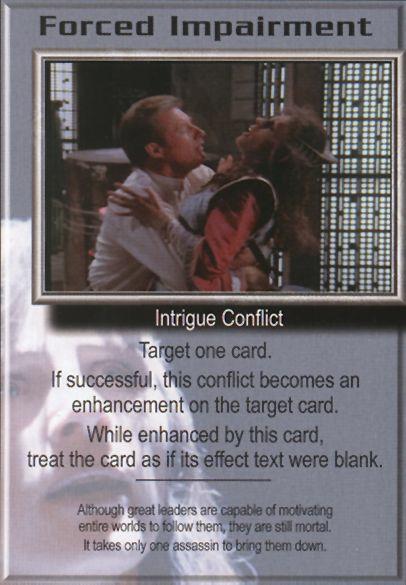 Forced Impairment
Intrigue Conflict
Target one card.
If successful, this conflict becomes an
enhancement on the target card.
While enhanced by this card,
treat the card as if its effect text were blank.
Although great leaders are capable of motivating
entire worlds to follow them, they are still mortal.
It takes only one assassin to bring them down.